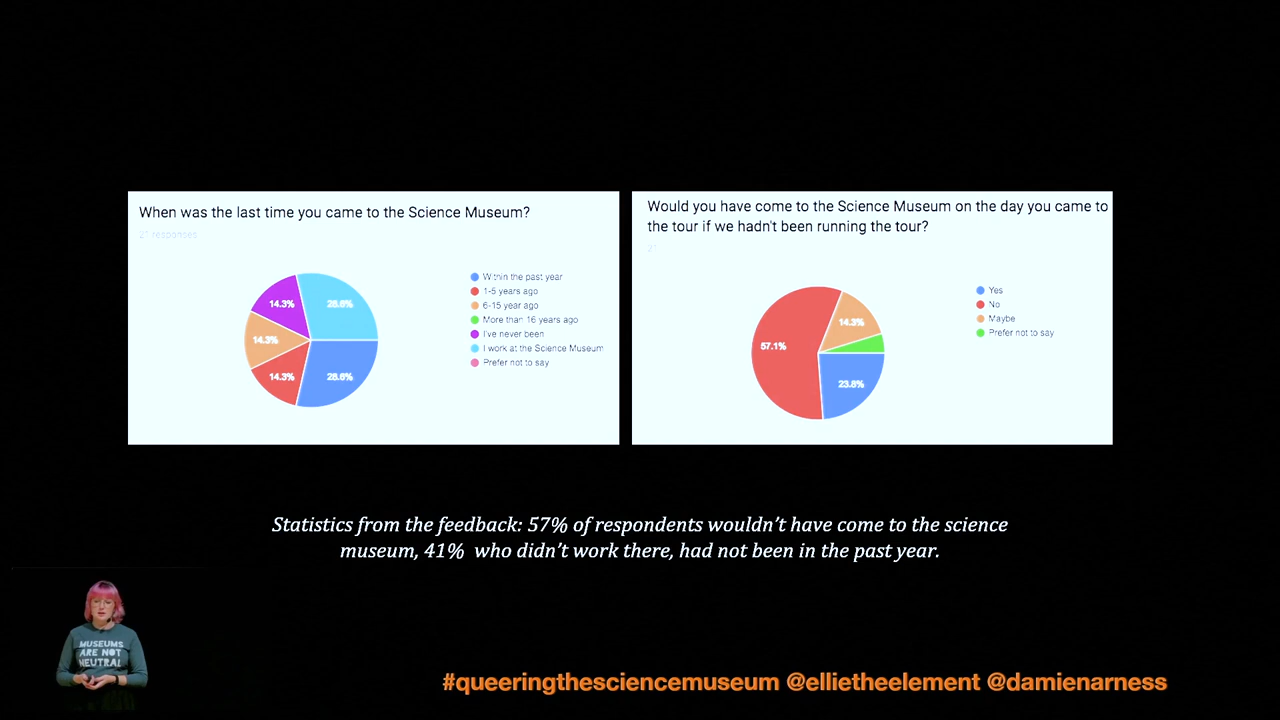 When was the last time you came to the Science Museum?
21 responses
14.3%
28.6%
14.3%
14.3%
28.6%
Within the past year
1-5 years ago
6-15 year ago
More than 16 years ago
I've never been
I work at the Science Museum
Prefer not to say
Would you have come to the Science Museum on the day you came to
the tour if we hadn't been running the tour?
21
57.1%
14.3%
23.8%
Yes
No
Maybe
Prefer not to say
Statistics from the feedback: 57% of respondents wouldn't have come to the science
museum, 41% who didn't work there, had not been in the past year.
MUSEUMS
ARE NOT
NEUTRAL
#queeringthesciencemuseum @ellietheelement @damienarness